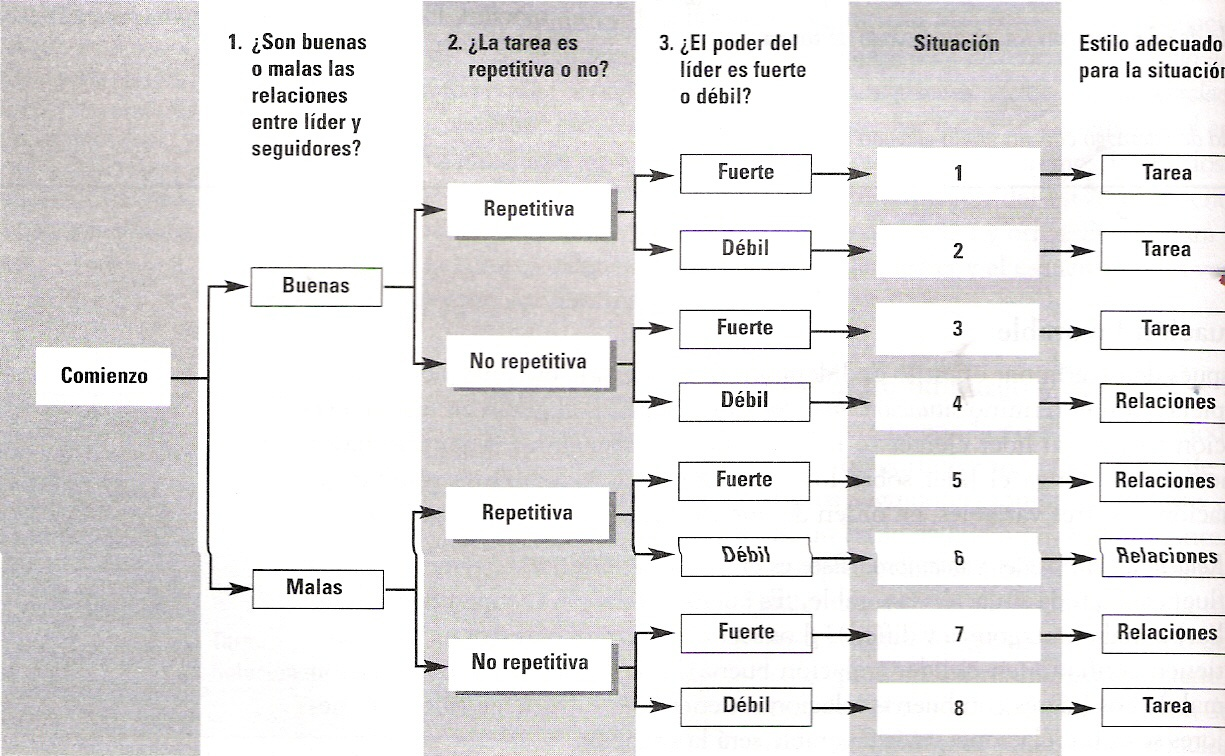 1. ¿Son buenas
o malas las
relaciones
entre líder y
seguidores?
2. ¿La tarea es
repetitiva o no?
3. ¿El poder del
líder es fuerte
o débil?
Situación
Estilo adecuado
para la situación
Comienzo
Buenas
Malas
Repetitiva
No repetitiva
Repetitiva
No repetitiva
Fuerte
1
Tarea
Débil
2
Tarea
Fuerte
3
Tarea
Débil
4
Relaciones
Fuerte
5
Relaciones
Débil
6
Relaciones
Fuerte
7
Relaciones
Débil
8
Tarea